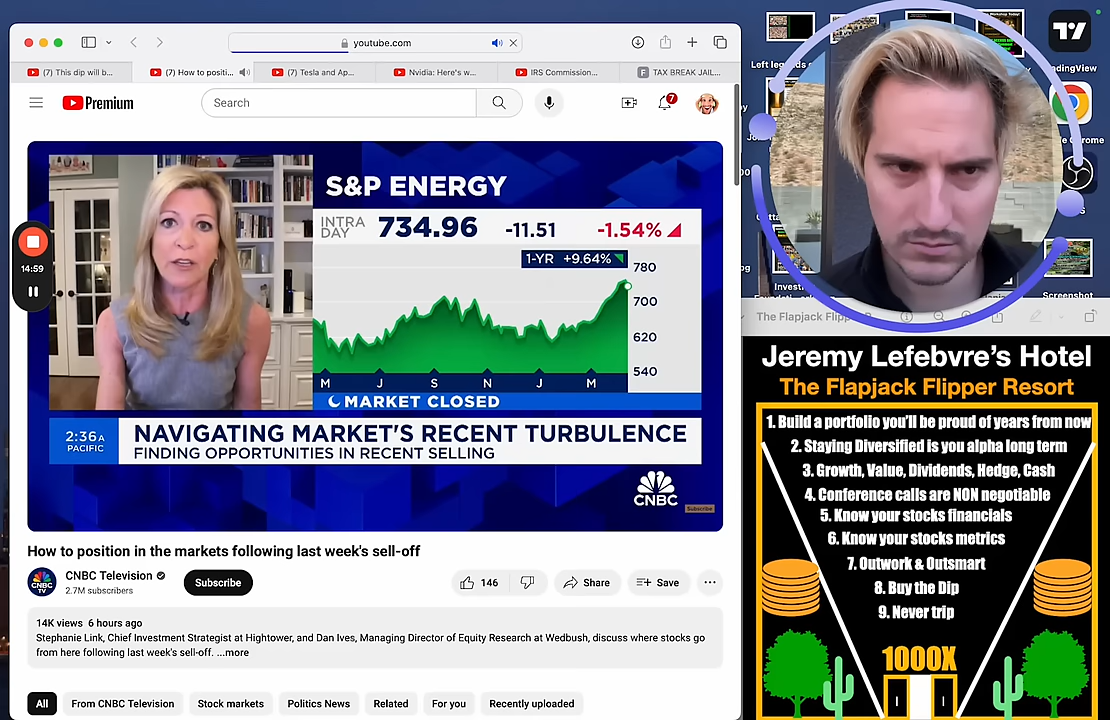 youtube.com
(7) This dip will b...
(7) How to positi...
(7) Tesla and Ap...
Nvidia: Here's w...
IRS Commission...
TAX BREAK JAIL...
Premium
Search
7
S&P ENERGY
INTRA DAY 734.96 -11.51 -1.54%
1-YR +9.64%
780
700
620
540
M J S N J M
MARKET CLOSED
2:36A PACIFIC
NAVIGATING MARKET'S RECENT TURBULENCE
FINDING OPPORTUNITIES IN RECENT SELLING
CNBC
Subscribe
14:59
How to position in the markets following last week's sell-off
CNBC TV
CNBC Television
2.7M subscribers
Subscribe
146
Share
Save
14K views 6 hours ago
Stephanie Link, Chief Investment Strategist at Hightower, and Dan Ives, Managing Director of Equity Research at Wedbush, discuss where stocks go
from here following last week's sell-off. ...more
All
From CNBC Television
Stock markets
Politics News
Related
For you
Recently uploaded
Left legends
Screenshot
The Flapjack Flipp
Jeremy Lefebvre's Hotel
The Flapjack Flipper Resort
1. Build a portfolio you'll be proud of years from now
2. Staying Diversified is you alpha long term
3. Growth, Value, Dividends, Hedge, Cash
4. Conference calls are NON negotiable
5. Know your stocks financials
6. Know your stocks metrics
7. Outwork & Outsmart
8. Buy the Dip
9. Never trip
1000X